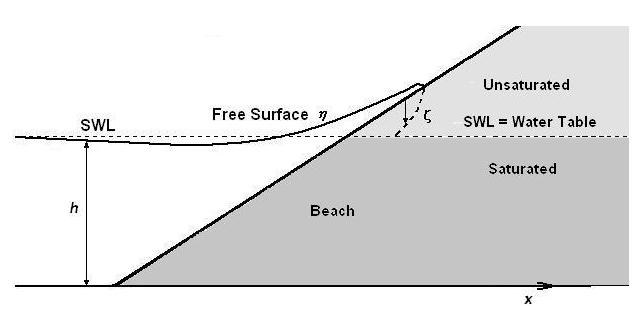 Unsaturated
SWL
Free Surface η
ζ
SWL = Water Table
Saturated
h
Beach
x